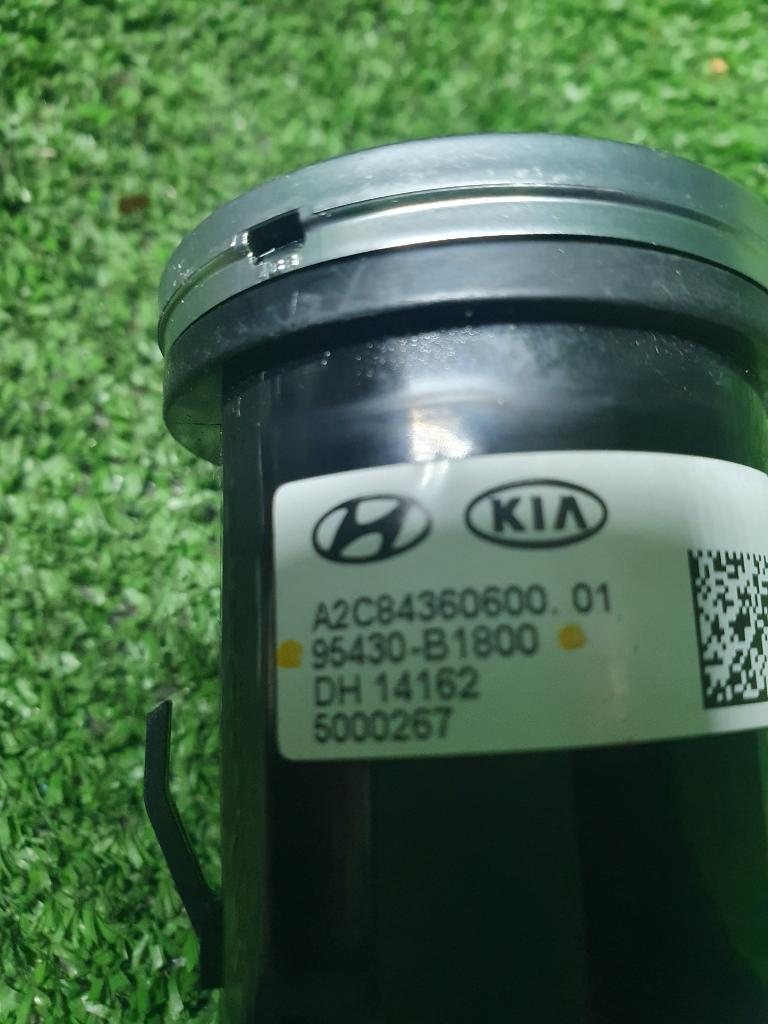 KIA
A2C84360600. 01
95430-B1800
DH 14162
5000267